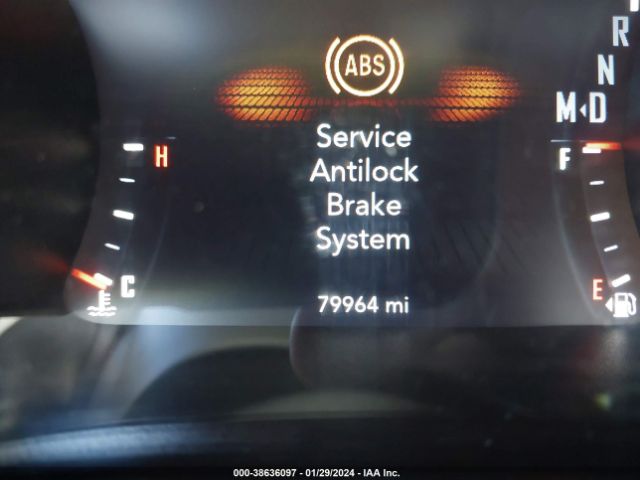 R
N
ABS
M◂D
Service
H
F
Antilock
Brake
System
C
E
79964 mi
000-38636097 - 01/29/2024 - IAA Inc.